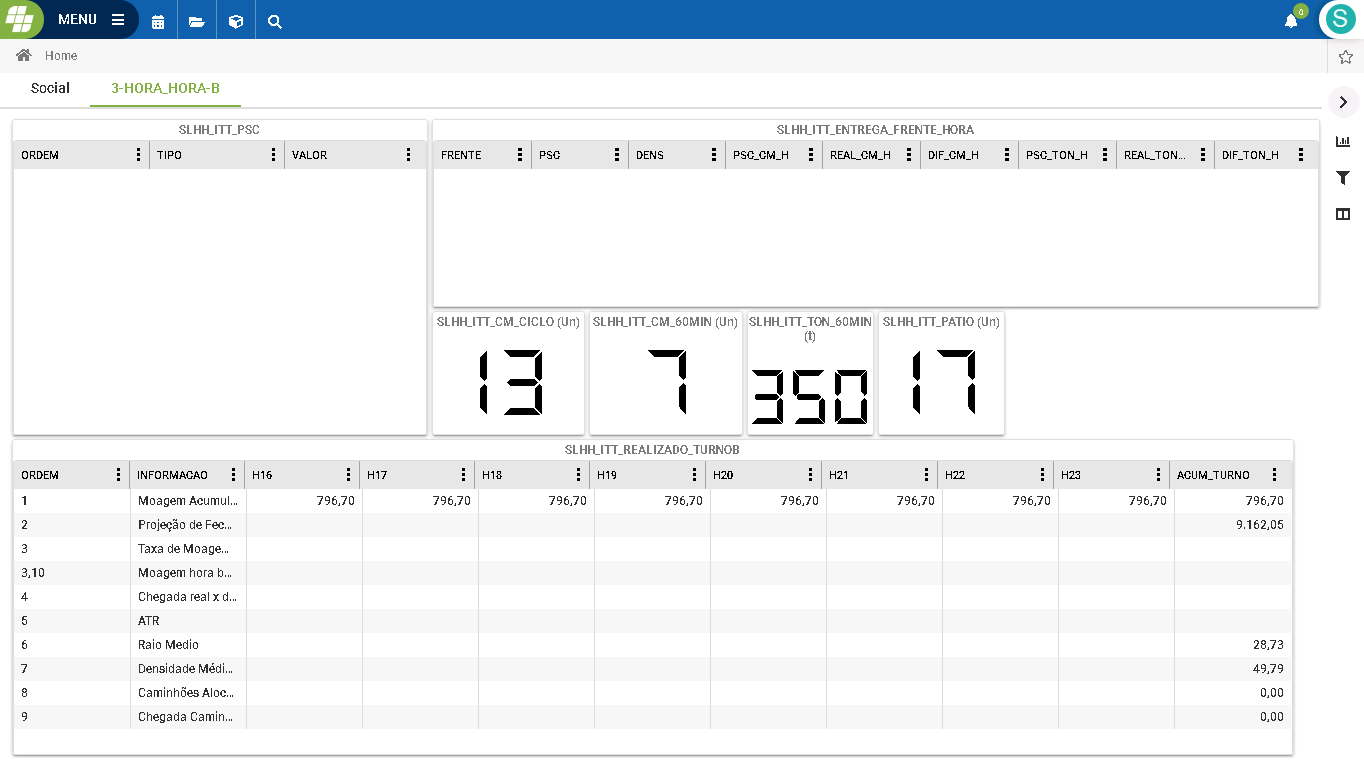 MENU
0
S
Home
Social 3-HORA_HORA-B
SLHH_ITT_PSC
ORDEM TIPO VALOR
SLHH_ITT_ENTREGA_FRENTE_HORA
FRENTE PSC DENS PSC_CM_H REAL_CM_H DIF_CM_H PSC_TON_H REAL_TON... DIF_TON_H
SLHH_ITT_CM_CICLO (Un)
13
SLHH_ITT_CM_60MIN (Un)
7
SLHH_ITT_TON_60MIN
(t)
350
SLHH_ITT_PATIO (Un)
17
SLHH_ITT_REALIZADO_TURNOB
ORDEM INFORMACAO H16 H17 H18 H19 H20 H21 H22 H23 ACUM_TURNO
1 Moagem Acumul... 796,70 796,70 796,70 796,70 796,70 796,70 796,70 796,70 796,70
2 Projeção de Fec... 9.162,05
3 Taxa de Moage...
3,10 Moagem hora b...
4 Chegada real x d...
5 ATR
6 Raio Medio 28,73
7 Densidade Médi... 49,79
8 Caminhões Aloc... 0,00
9 Chegada Camin... 0,00